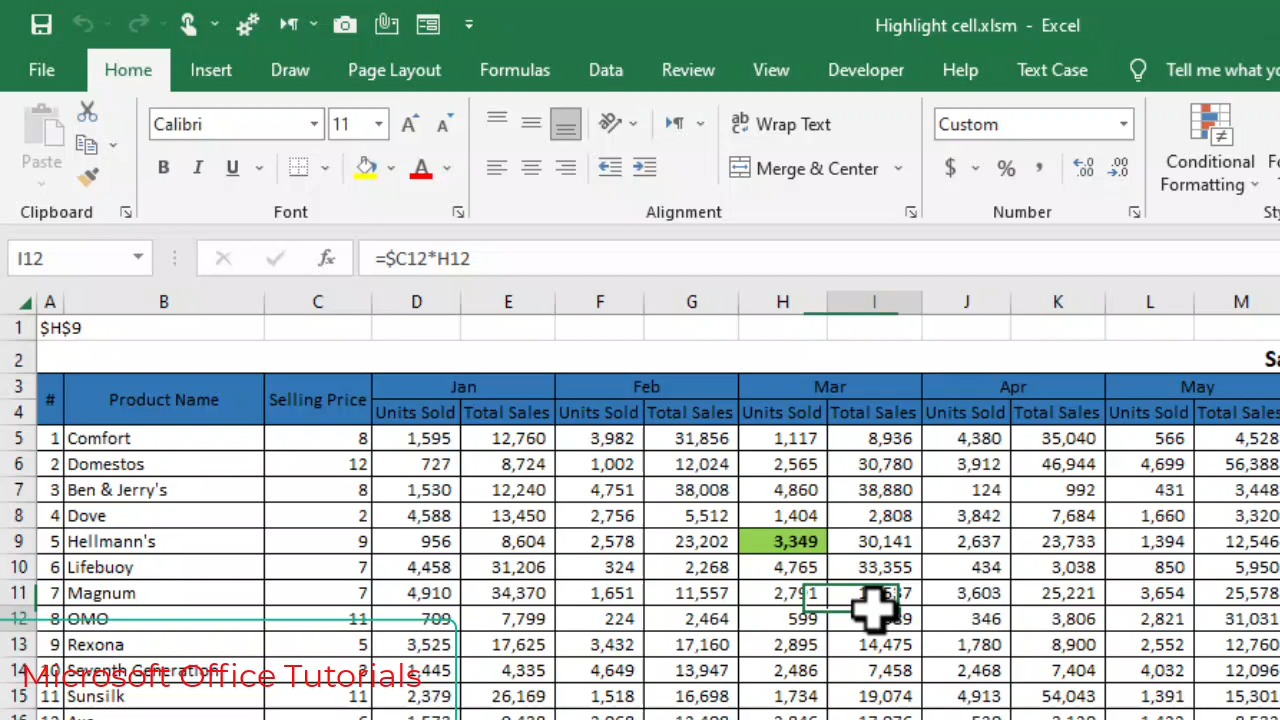 Highlight cell.xlsm - Excel
File Home Insert Draw Page Layout Formulas Data Review View Developer Help Text Case Tell me what
Calibri 11 Wrap Text Custom
Paste B I U A Merge & Center $ % , Conditional Formatting
Clipboard Font Alignment Number
I12 fx =$C12*H12
A B C D E F G H I J K L M
1 $H$9
2
3 # Product Name Selling Price Jan Feb Mar Apr May
4 Units Sold Total Sales Units Sold Total Sales Units Sold Total Sales Units Sold Total Sales Units Sold Total Sales
5 1 Comfort 8 1,595 12,760 3,982 31,856 1,117 8,936 4,380 35,040 566 4,528
6 2 Domestos 12 727 8,724 1,002 12,024 2,565 30,780 3,912 46,944 4,699 56,388
7 3 Ben & Jerry's 8 1,530 12,240 4,751 38,008 4,860 38,880 124 992 431 3,448
8 4 Dove 2 4,588 13,450 2,756 5,512 1,404 2,808 3,842 7,684 1,660 3,320
9 5 Hellmann's 9 956 8,604 2,578 23,202 3,349 30,141 2,637 23,733 1,394 12,546
10 6 Lifebuoy 7 4,458 31,206 324 2,268 4,765 33,355 434 3,038 850 5,950
11 7 Magnum 7 4,910 34,370 1,651 11,557 2,791 3,603 25,221 3,654 25,578
12 8 OMO 11 709 7,799 224 2,464 599 346 3,806 2,821 31,031
13 9 Rexona 5 3,525 17,625 3,432 17,160 2,895 14,475 1,780 8,900 2,552 12,760
14 10 Seventh Generation 3 1,445 4,335 4,649 13,947 2,486 7,458 2,468 7,404 4,032 12,096
Microsoft Office Tutorials
15 11 Sunsilk 11 2,379 26,169 1,518 16,698 1,734 19,074 4,913 54,043 1,391 15,301